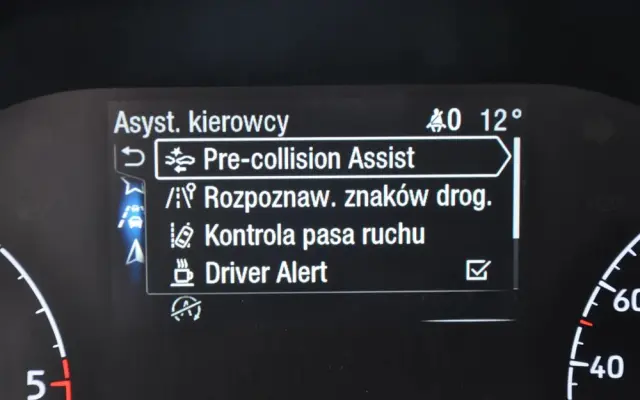 Asyst. kierowcy 0 12°
Pre-collision Assist
Rozpoznaw. znaków drog.
Kontrola pasa ruchu
Driver Alert
60
40
5